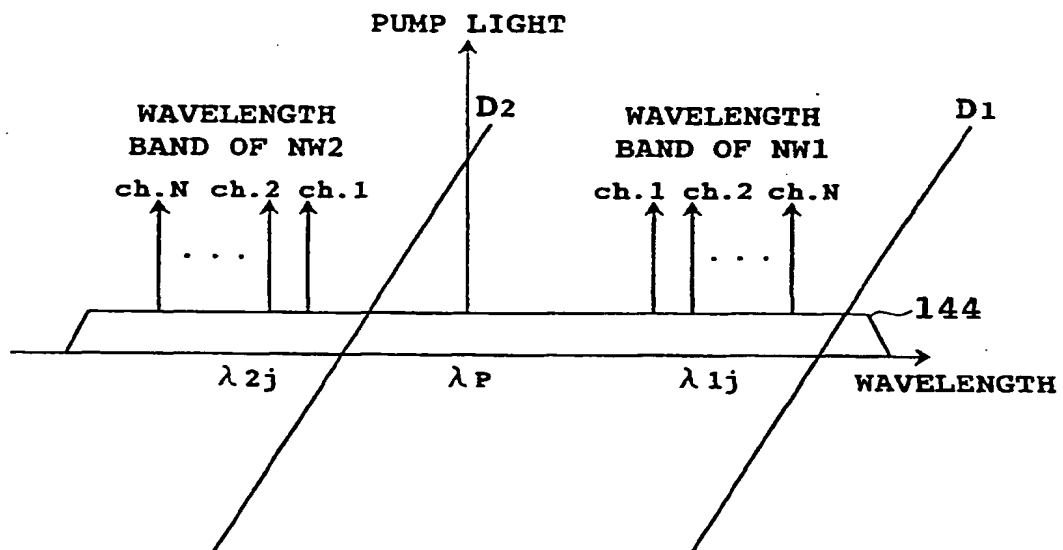 PUMP LIGHT
WAVELENGTH
BAND OF NW2
D2
WAVELENGTH
BAND OF NW1
D1
ch.N ch.2 ch.1
ch.1 ch.2 ch.N
. . .
. . .
144
λ2j
λP
λ1j
WAVELENGTH